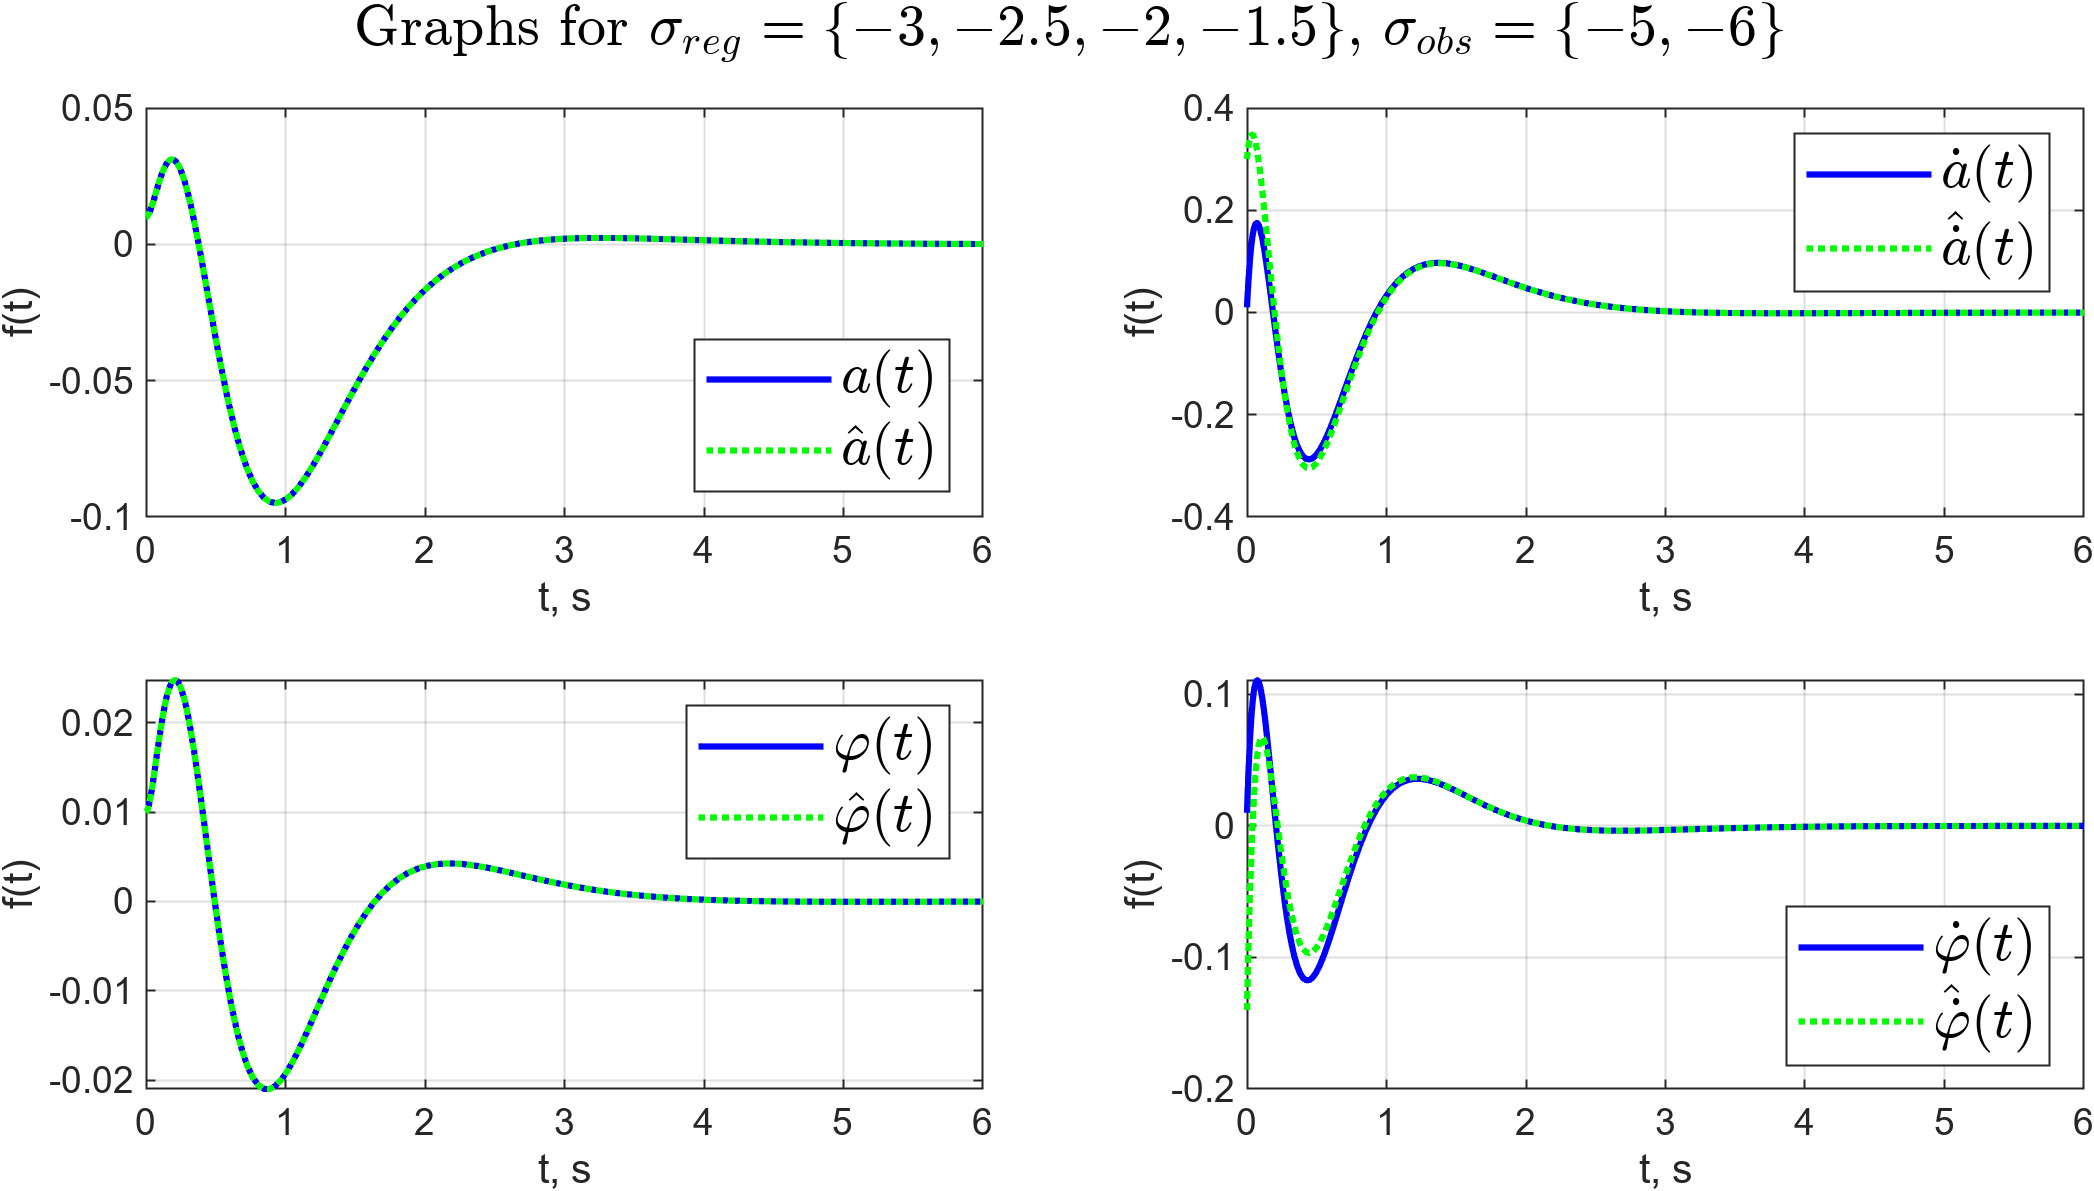 Graphs for σ_reg = {−3, −2.5, −2, −1.5}, σ_obs = {−5, −6}
0.05
0
-0.05
-0.1
f(t)
a(t)
â(t)
0 1 2 3 4 5 6
t, s
0.4
0.2
0
-0.2
-0.4
f(t)
ȧ(t)
ȧ̂(t)
0 1 2 3 4 5 6
t, s
0.02
0.01
0
-0.01
-0.02
f(t)
φ(t)
φ̂(t)
0 1 2 3 4 5 6
t, s
0.1
0
-0.1
-0.2
f(t)
φ̇(t)
φ̇̂(t)
0 1 2 3 4 5 6
t, s